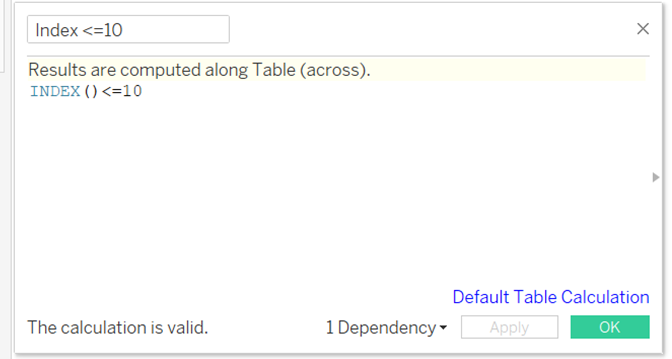 Index <=10
Results are computed along Table (across).
INDEX()<=10
Default Table Calculation
The calculation is valid. 1 Dependency Apply OK